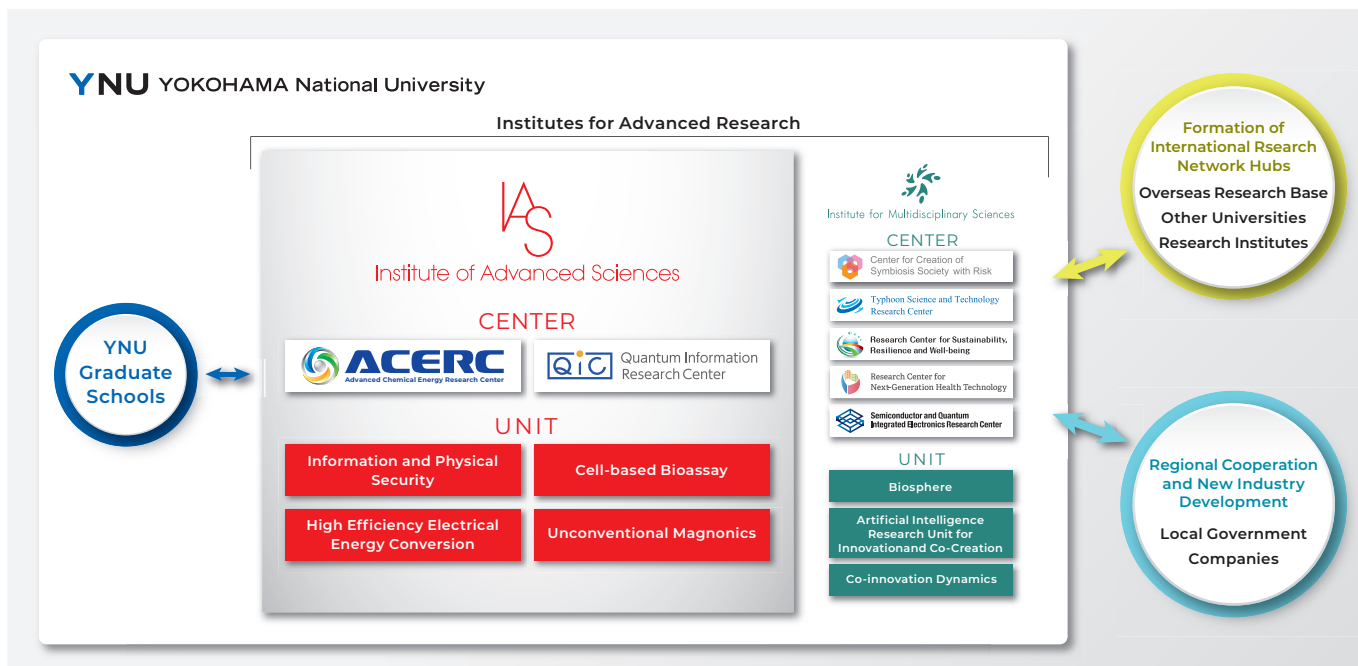 YNU YOKOHAMA National University
Institutes for Advanced Research
IAS
Institute of Advanced Sciences
CENTER
ACERC
Advanced Chemical Energy Research Center
QiC
Quantum Information
Research Center
UNIT
Information and Physical
Security
Cell-based Bioassay
High Efficiency Electrical
Energy Conversion
Unconventional Magnonics
Institute for Multidisciplinary Sciences
CENTER
Center for Creation of
Symbiosis Society with Risk
Typhoon Science and Technology
Research Center
Research Center for Sustainability,
Resilience and Well-being
Research Center for
Next-Generation Health Technology
Semiconductor and Quantum
Integrated Electronics Research Center
UNIT
Biosphere
Artificial Intelligence
Research Unit for
Innovationand Co-Creation
Co-innovation Dynamics
YNU
Graduate
Schools
Formation of
International Rsearch
Network Hubs
Overseas Research Base
Other Universities
Research Institutes
Regional Cooperation
and New Industry
Development
Local Government
Companies